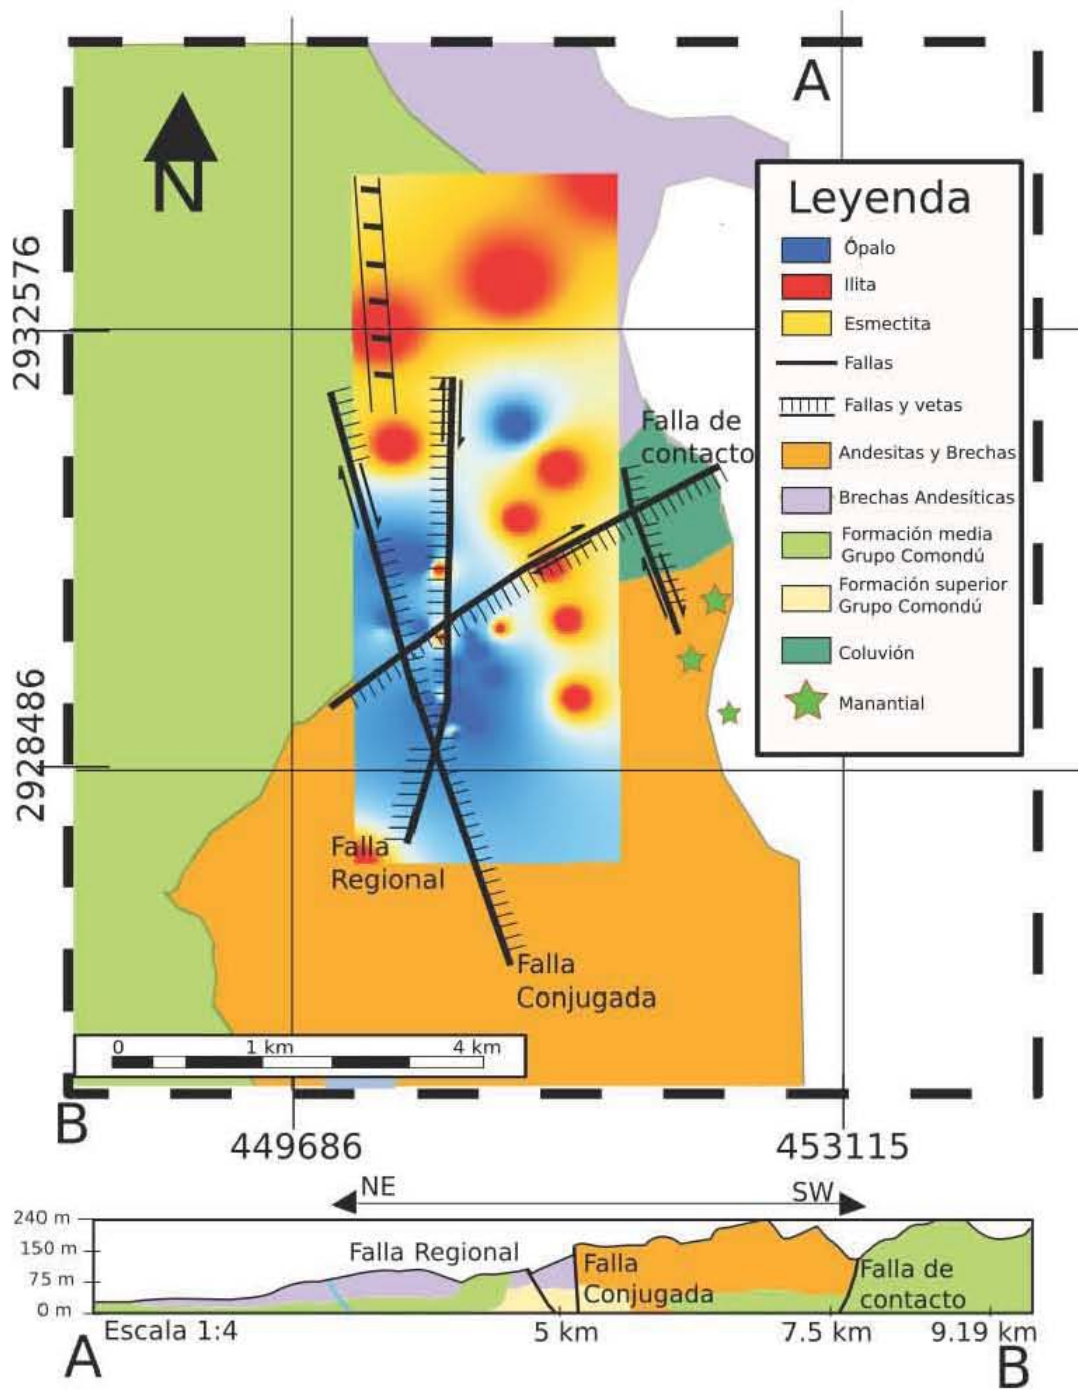 A
N
Leyenda
Ópalo
Ilita
Esmectita
Fallas
Fallas y vetas
Andesitas y Brechas
Brechas Andesíticas
Formación media
Grupo Comondú
Formación superior
Grupo Comondú
Coluvión
Manantial
2932576
2928486
Falla de
contacto
Falla
Regional
Falla
Conjugada
0 1 km 4 km
B
449686 453115
NE SW
240 m
150 m
75 m
0 m
Falla Regional
Falla
Conjugada
Falla de
contacto
Escala 1:4 5 km 7.5 km 9.19 km
A B